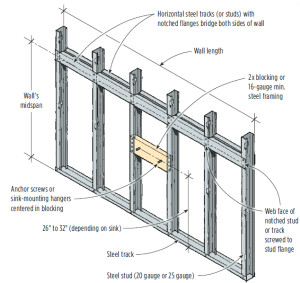 Horizontal steel tracks (or studs) with
notched flanges bridge both sides of wall
Wall length
Wall's
midspan
2x blocking or
16-gauge min.
steel framing
Anchor screws or
sink-mounting hangers
centered in blocking
Web face of
notched stud
or track
screwed to
stud flange
26" to 32" (depending on sink)
Steel track
Steel stud (20 gauge or 25 gauge)